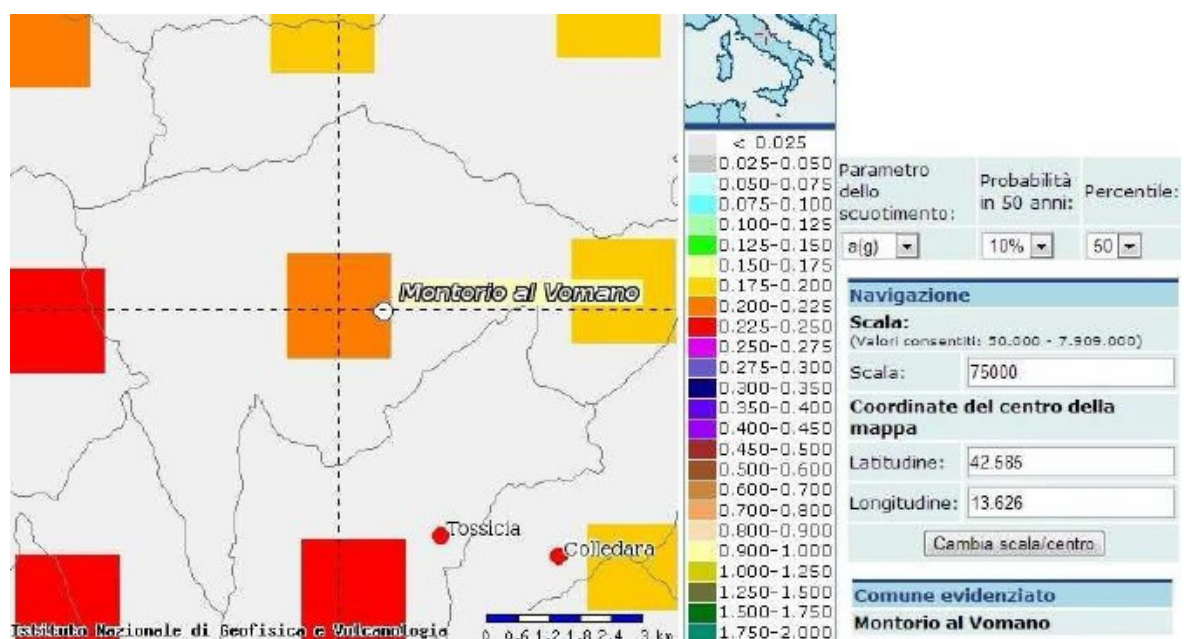 Montorio al Vomano
Tossicia
Colledara
Istituto Nazionale di Geofisica e Vulcanologia
0 0.6 1.2 1.8 2.4 3 km
< 0.025
0.025-0.050
0.050-0.075
0.075-0.100
0.100-0.125
0.125-0.150
0.150-0.175
0.175-0.200
0.200-0.225
0.225-0.250
0.250-0.275
0.275-0.300
0.300-0.350
0.350-0.400
0.400-0.450
0.450-0.500
0.500-0.600
0.600-0.700
0.700-0.800
0.800-0.900
0.900-1.000
1.000-1.250
1.250-1.500
1.500-1.750
1.750-2.000
Parametro
dello
scuotimento:
Probabilità
in 50 anni:
Percentile:
a(g)
10%
50
Navigazione
Scala:
(Valori consentiti: 50.000 - 7.909.000)
Scala: 75000
Coordinate del centro della
mappa
Latitudine: 42.585
Longitudine: 13.626
Cambia scala/centro
Comune evidenziato
Montorio al Vomano